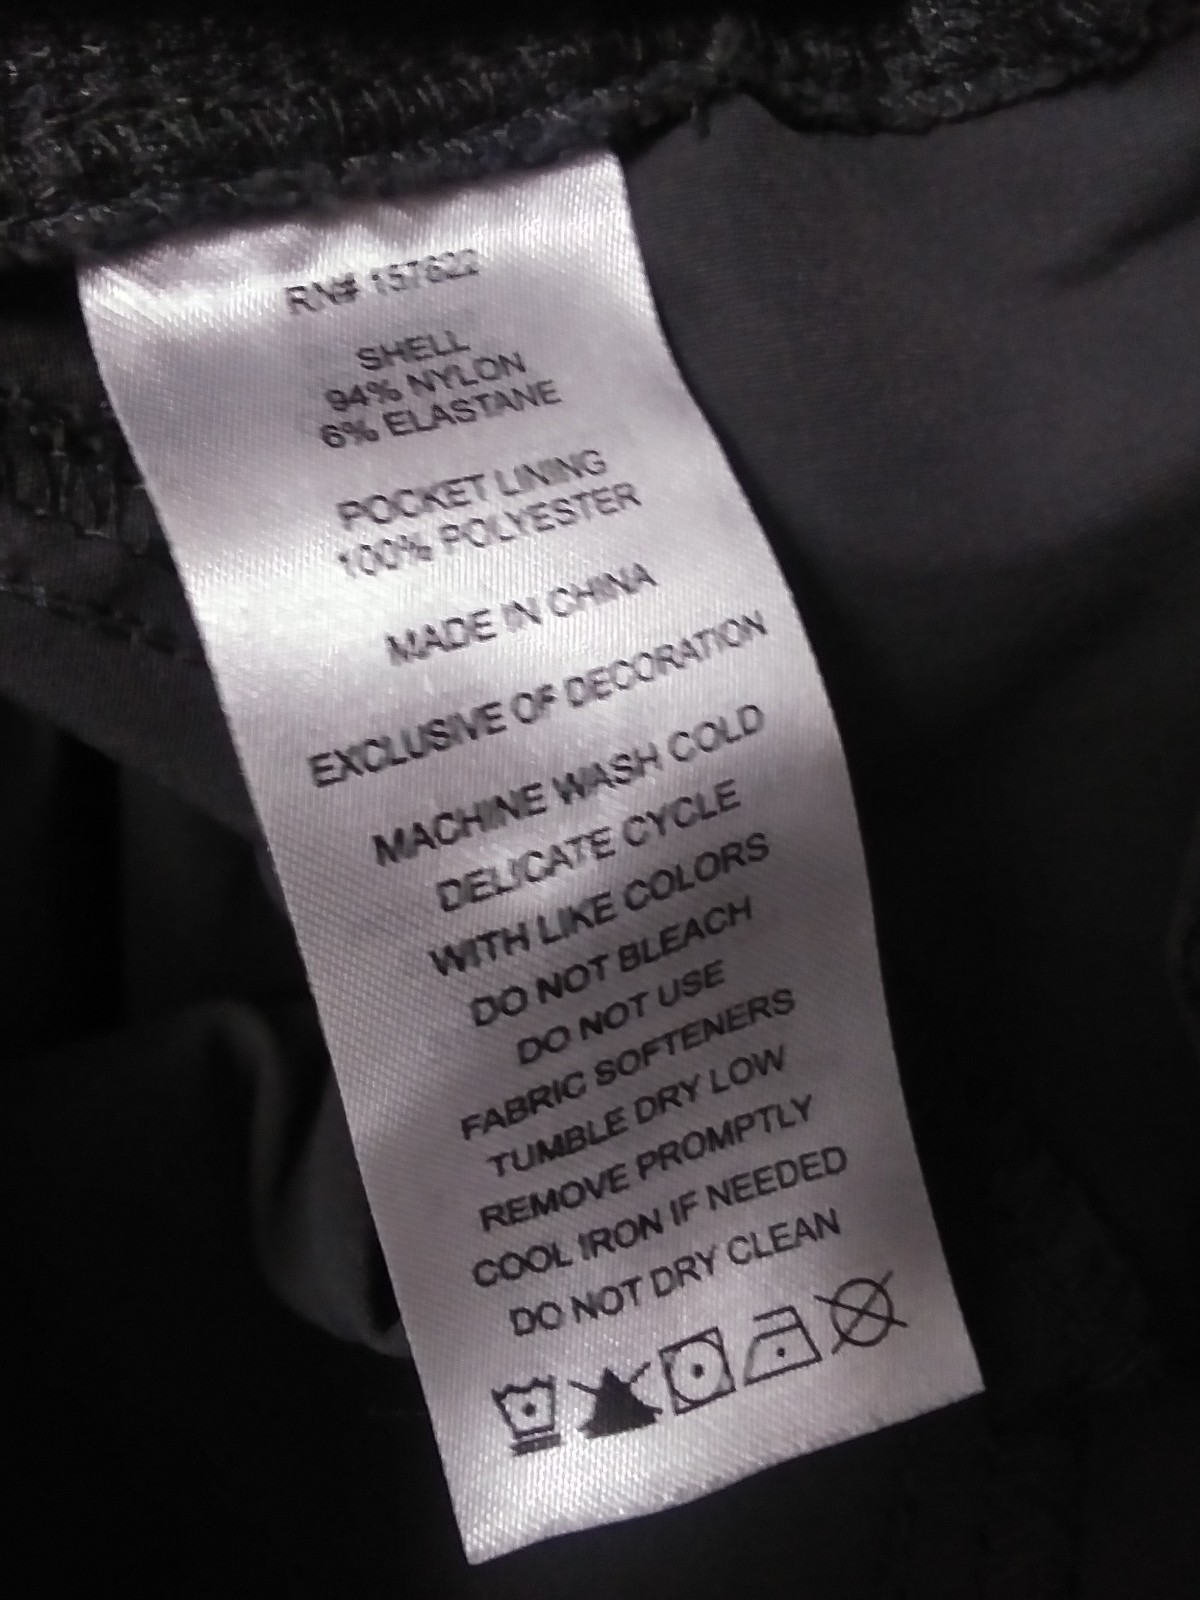 RN# 157622
SHELL
94% NYLON
6% ELASTANE
POCKET LINING
100% POLYESTER
MADE IN CHINA
EXCLUSIVE OF DECORATION
MACHINE WASH COLD
DELICATE CYCLE
WITH LIKE COLORS
DO NOT BLEACH
DO NOT USE
FABRIC SOFTENERS
TUMBLE DRY LOW
REMOVE PROMPTLY
COOL IRON IF NEEDED
DO NOT DRY CLEAN